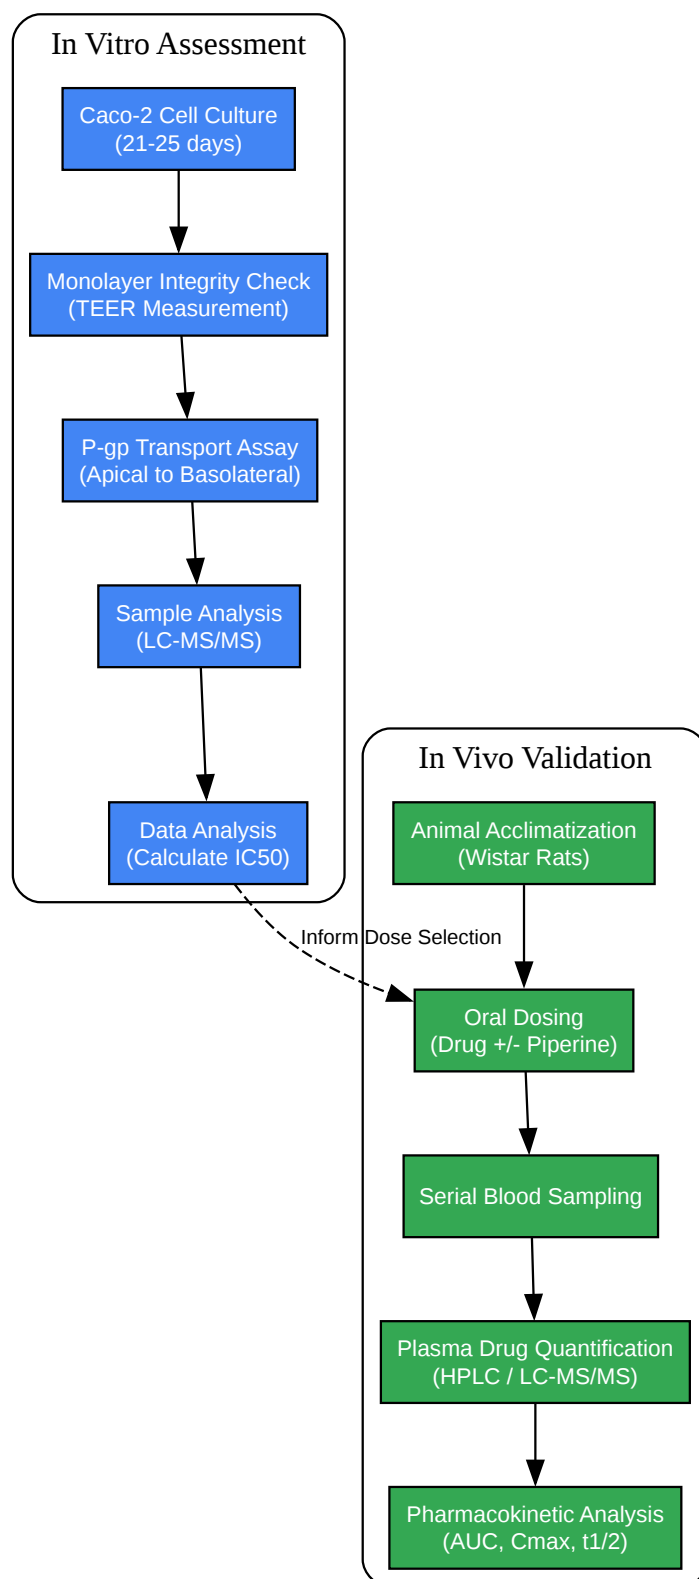 In Vitro Assessment
Caco-2 Cell Culture
(21-25 days)
Monolayer Integrity Check
(TEER Measurement)
P-gp Transport Assay
(Apical to Basolateral)
Sample Analysis
(LC-MS/MS)
Data Analysis
(Calculate IC50)
Inform Dose Selection
In Vivo Validation
Animal Acclimatization
(Wistar Rats)
Oral Dosing
(Drug +/- Piperine)
Serial Blood Sampling
Plasma Drug Quantification
(HPLC / LC-MS/MS)
Pharmacokinetic Analysis
(AUC, Cmax, t1/2)